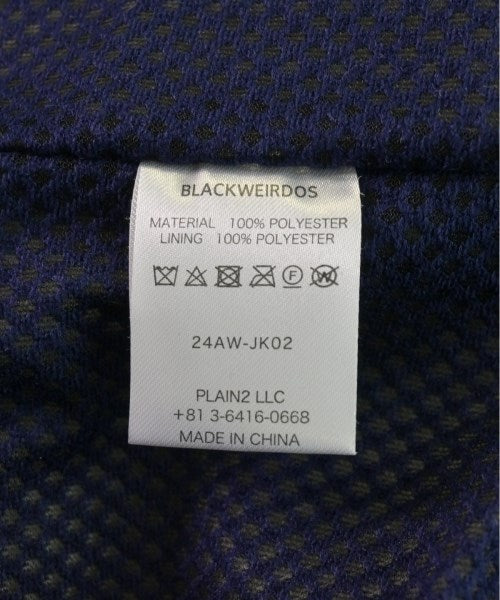 BLACKWEIRDOS
MATERIAL 100% POLYESTER
LINING 100% POLYESTER
F W
24AW-JK02
PLAIN2 LLC
+81 3-6416-0668
MADE IN CHINA